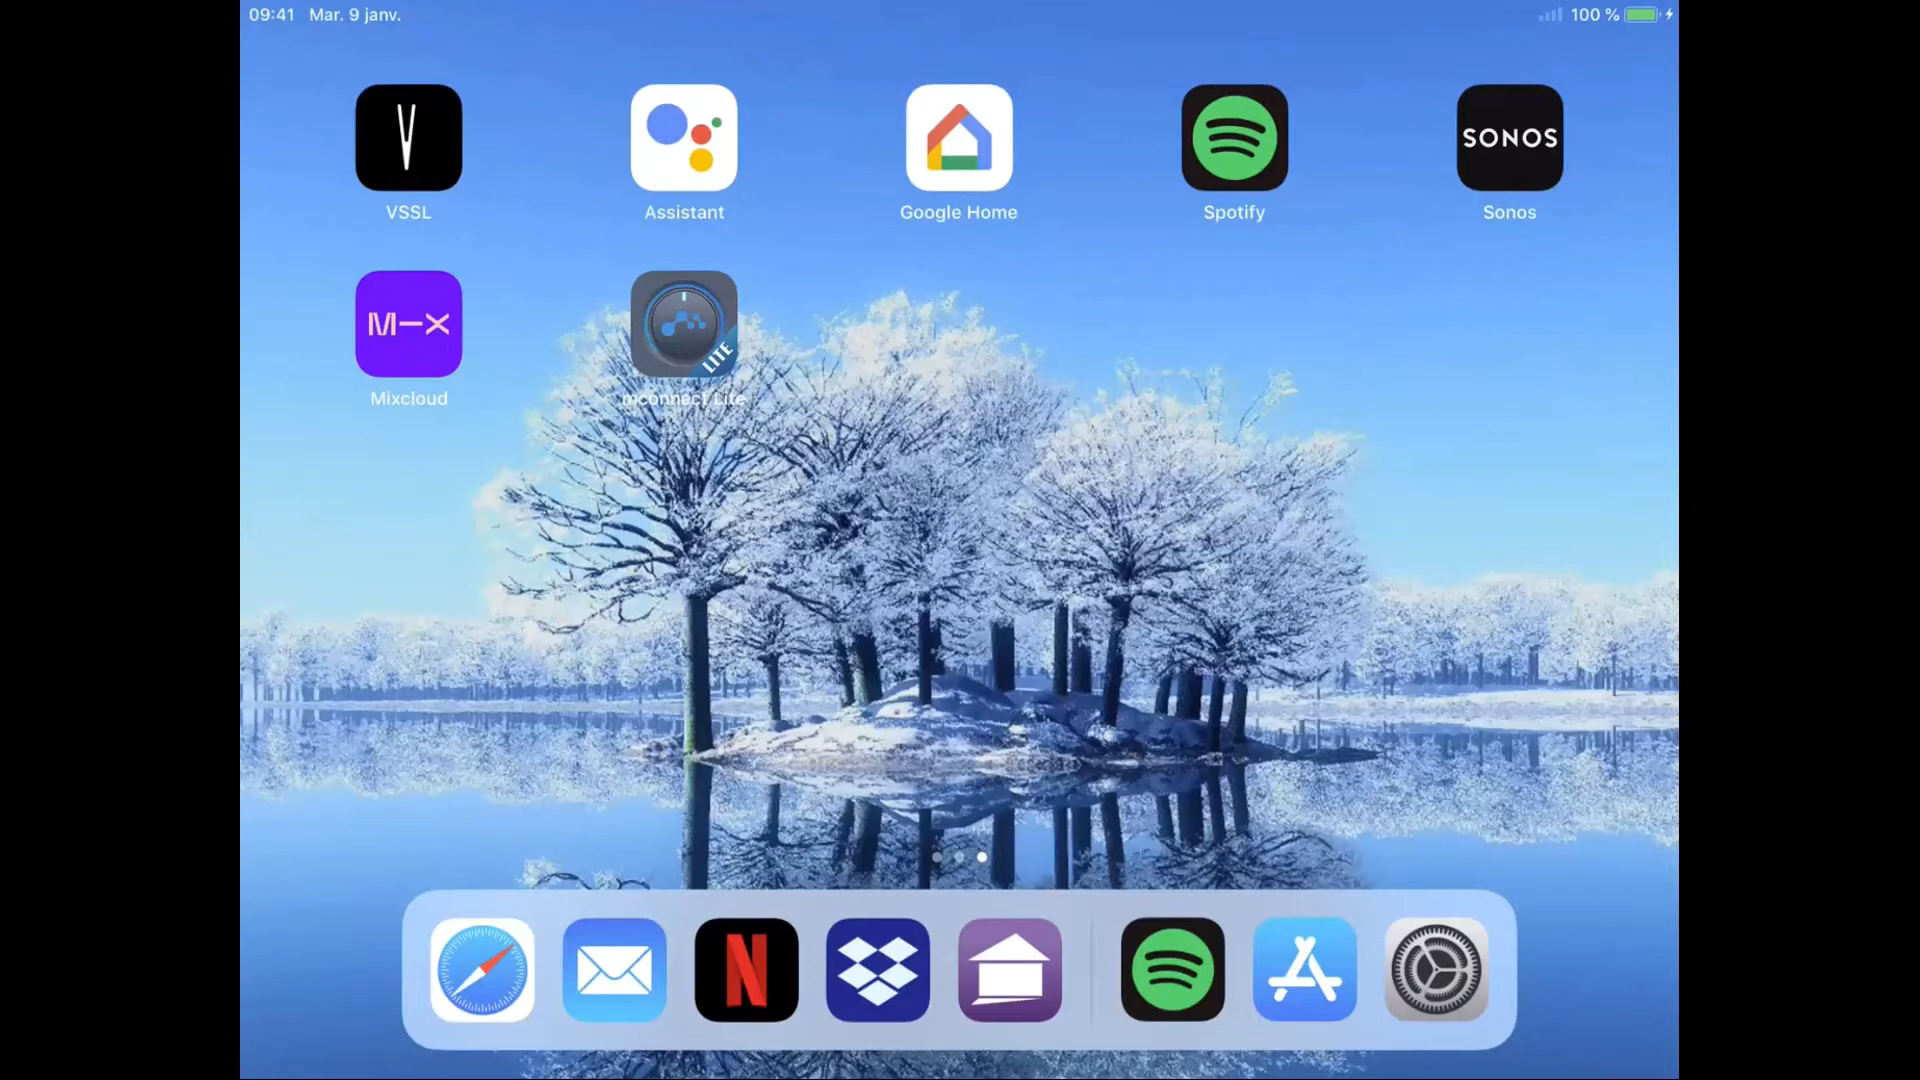 09:41 Mar. 9 janv.
100 %
VSSL
Assistant
Google Home
Spotify
SONOS
Sonos
M-X
Mixcloud
LITE
mconnect Lite